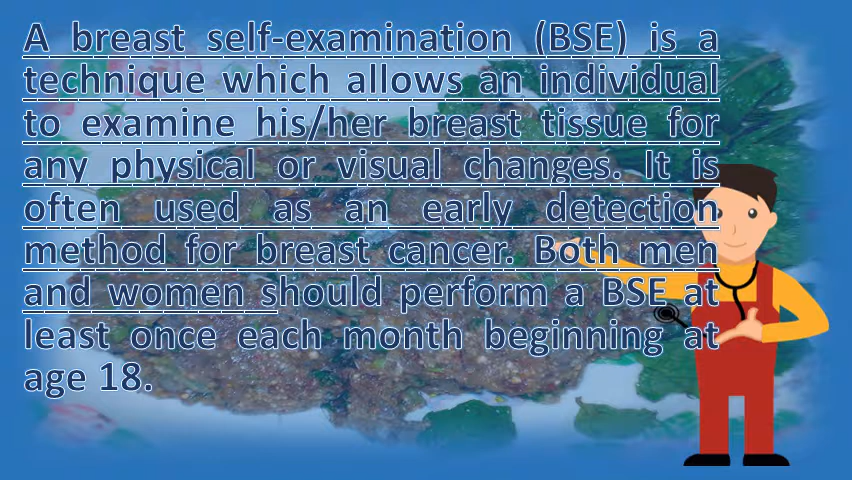 A breast self-examination (BSE) is a
technique which allows an individual
to examine his/her breast tissue for
any physical or visual changes. It is
often used as an early detection
method for breast cancer. Both men
and women should perform a BSE at
least once each month beginning at
age 18.